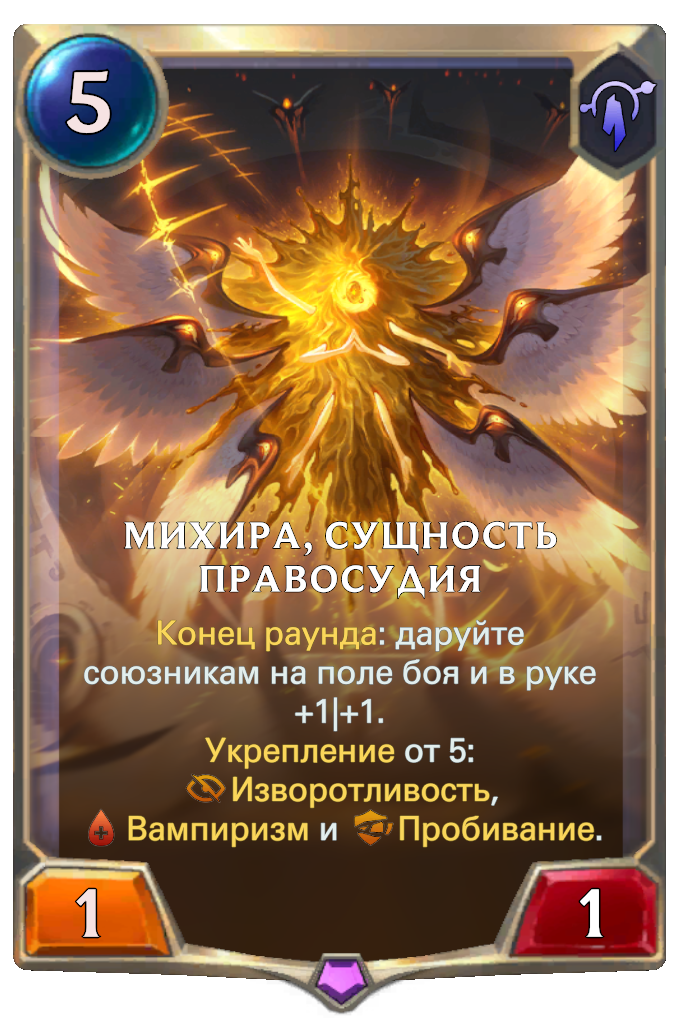 5
МИХИРА, СУЩНОСТЬ
ПРАВОСУДИЯ
Конец раунда: даруйте
союзникам на поле боя и в руке
+1|+1.
Укрепление от 5:
Изворотливость,
Вампиризм и Пробивание.
1
1